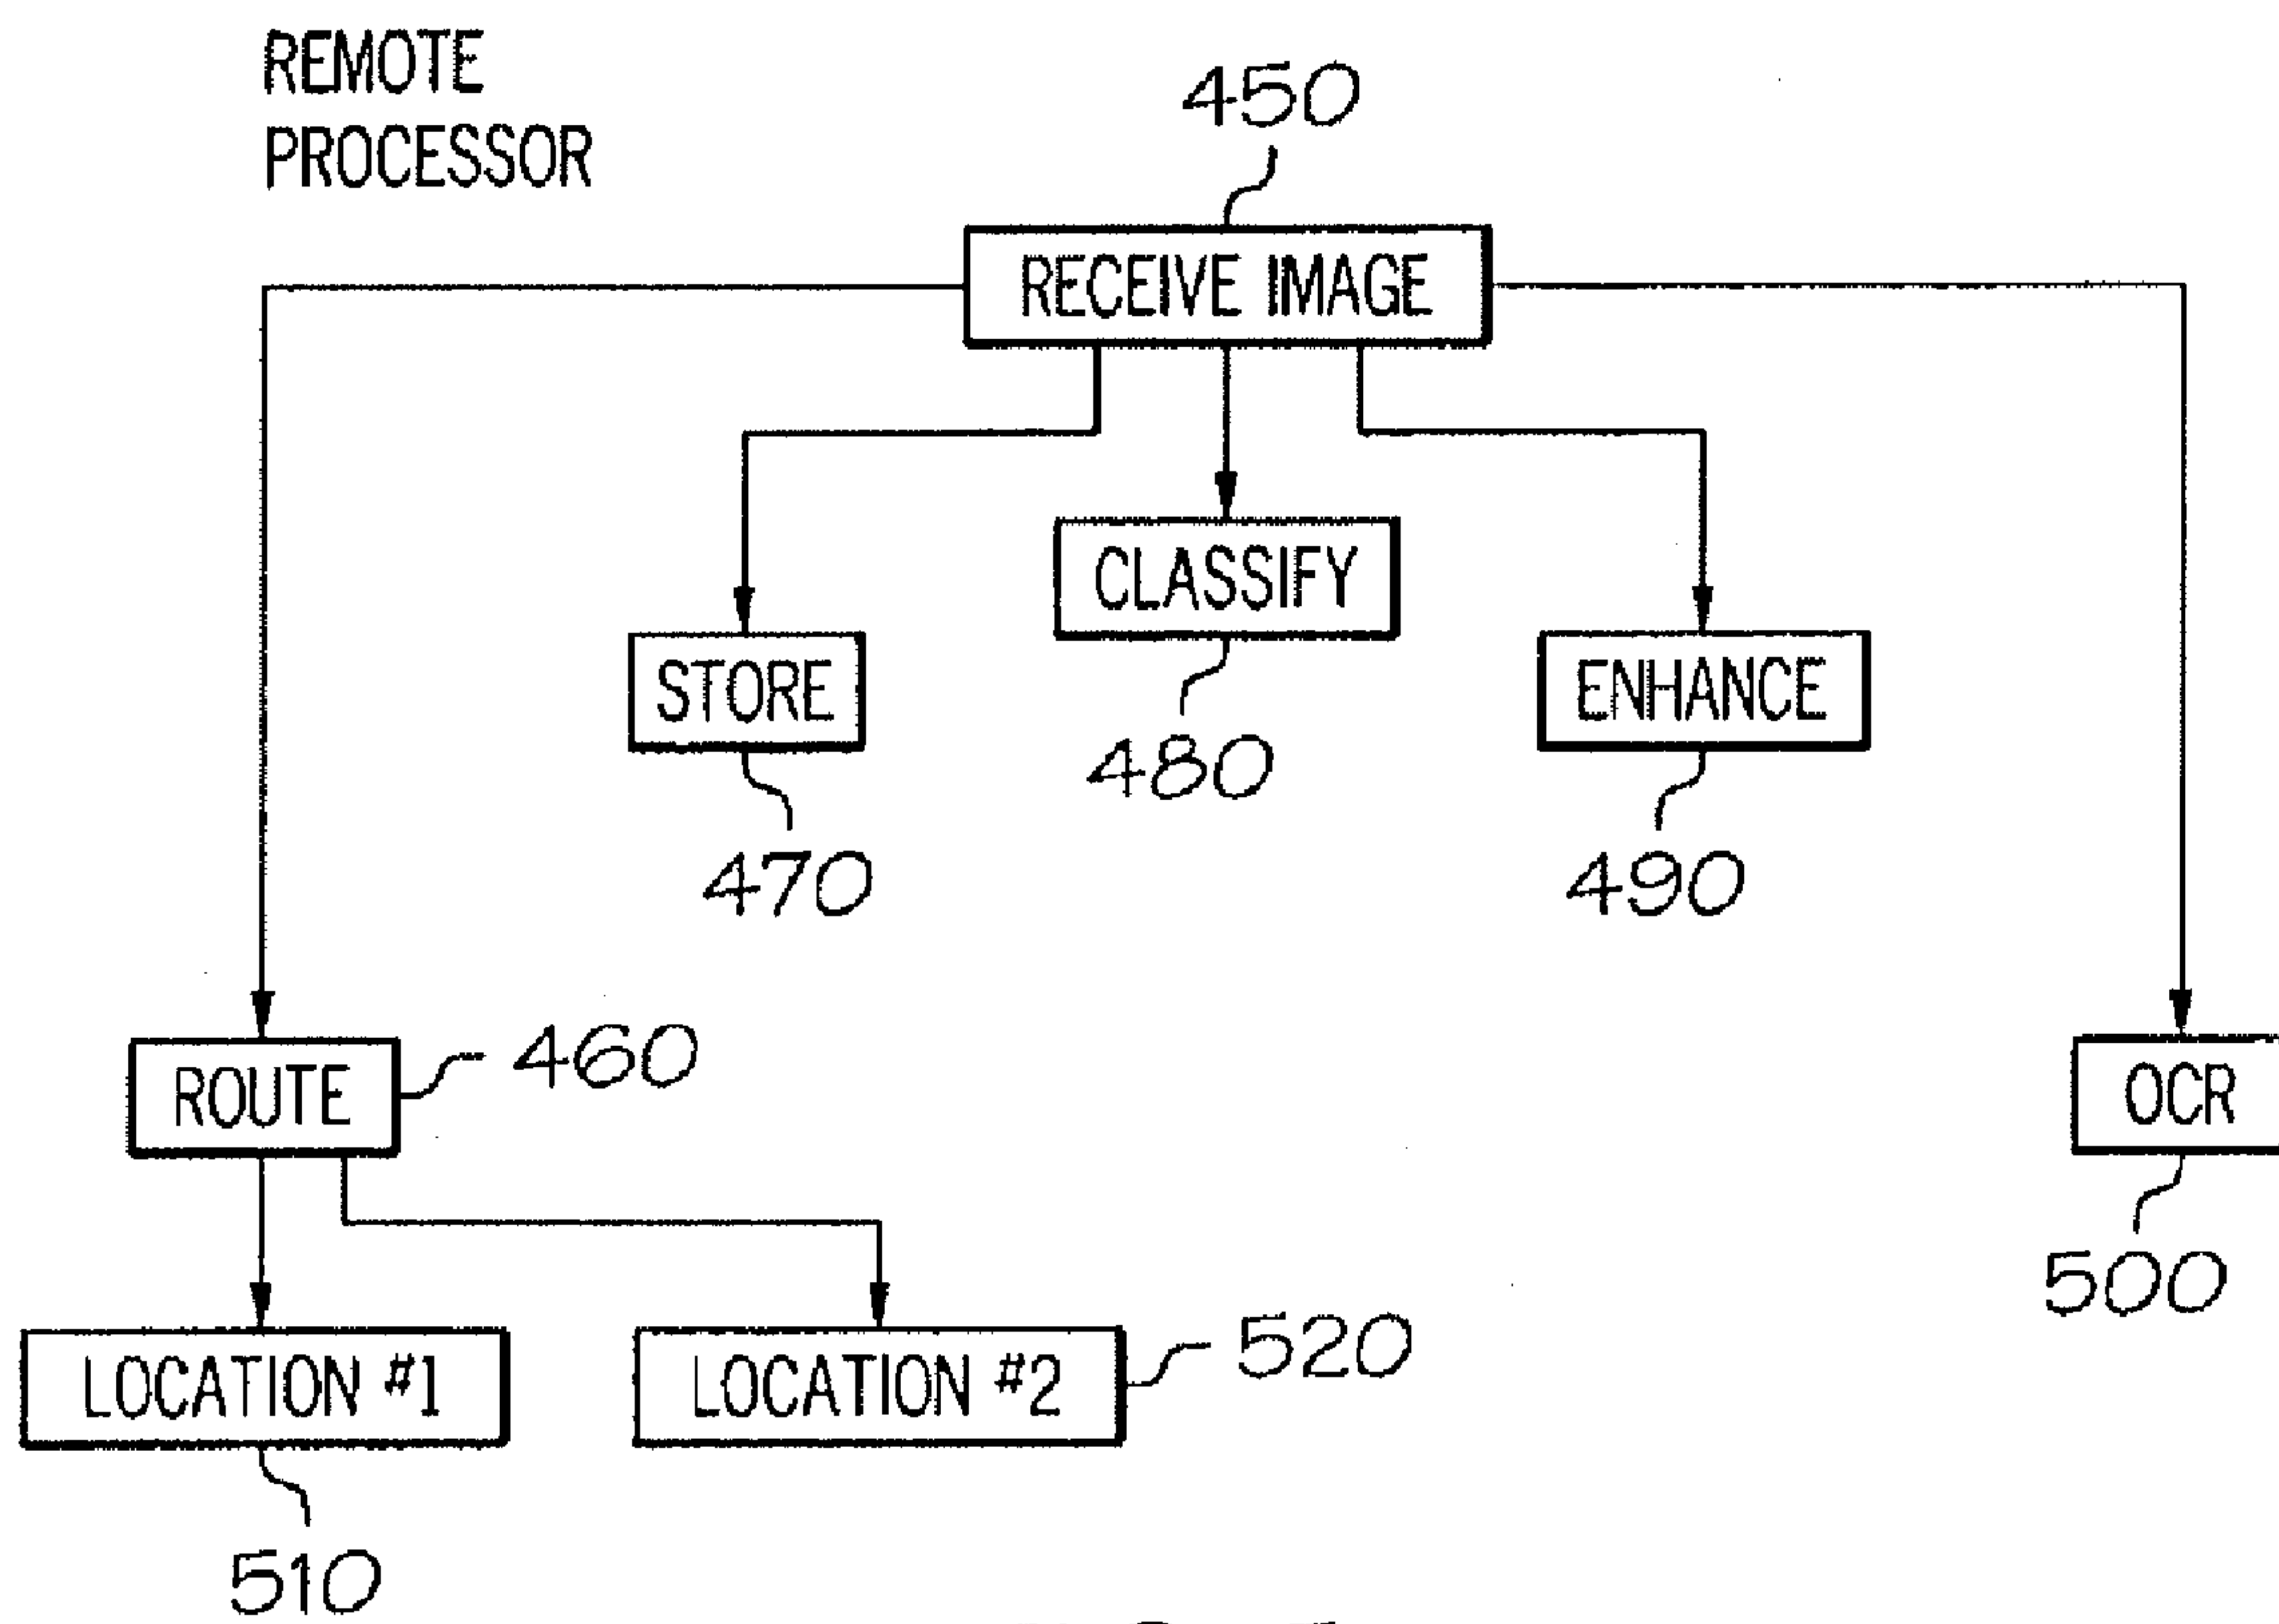 REMOTE
PROCESSOR
450
RECEIVE IMAGE
CLASSIFY
STORE
ENHANCE
480
470
490
ROUTE
460
OCR
500
LOCATION #1
LOCATION #2
520
510